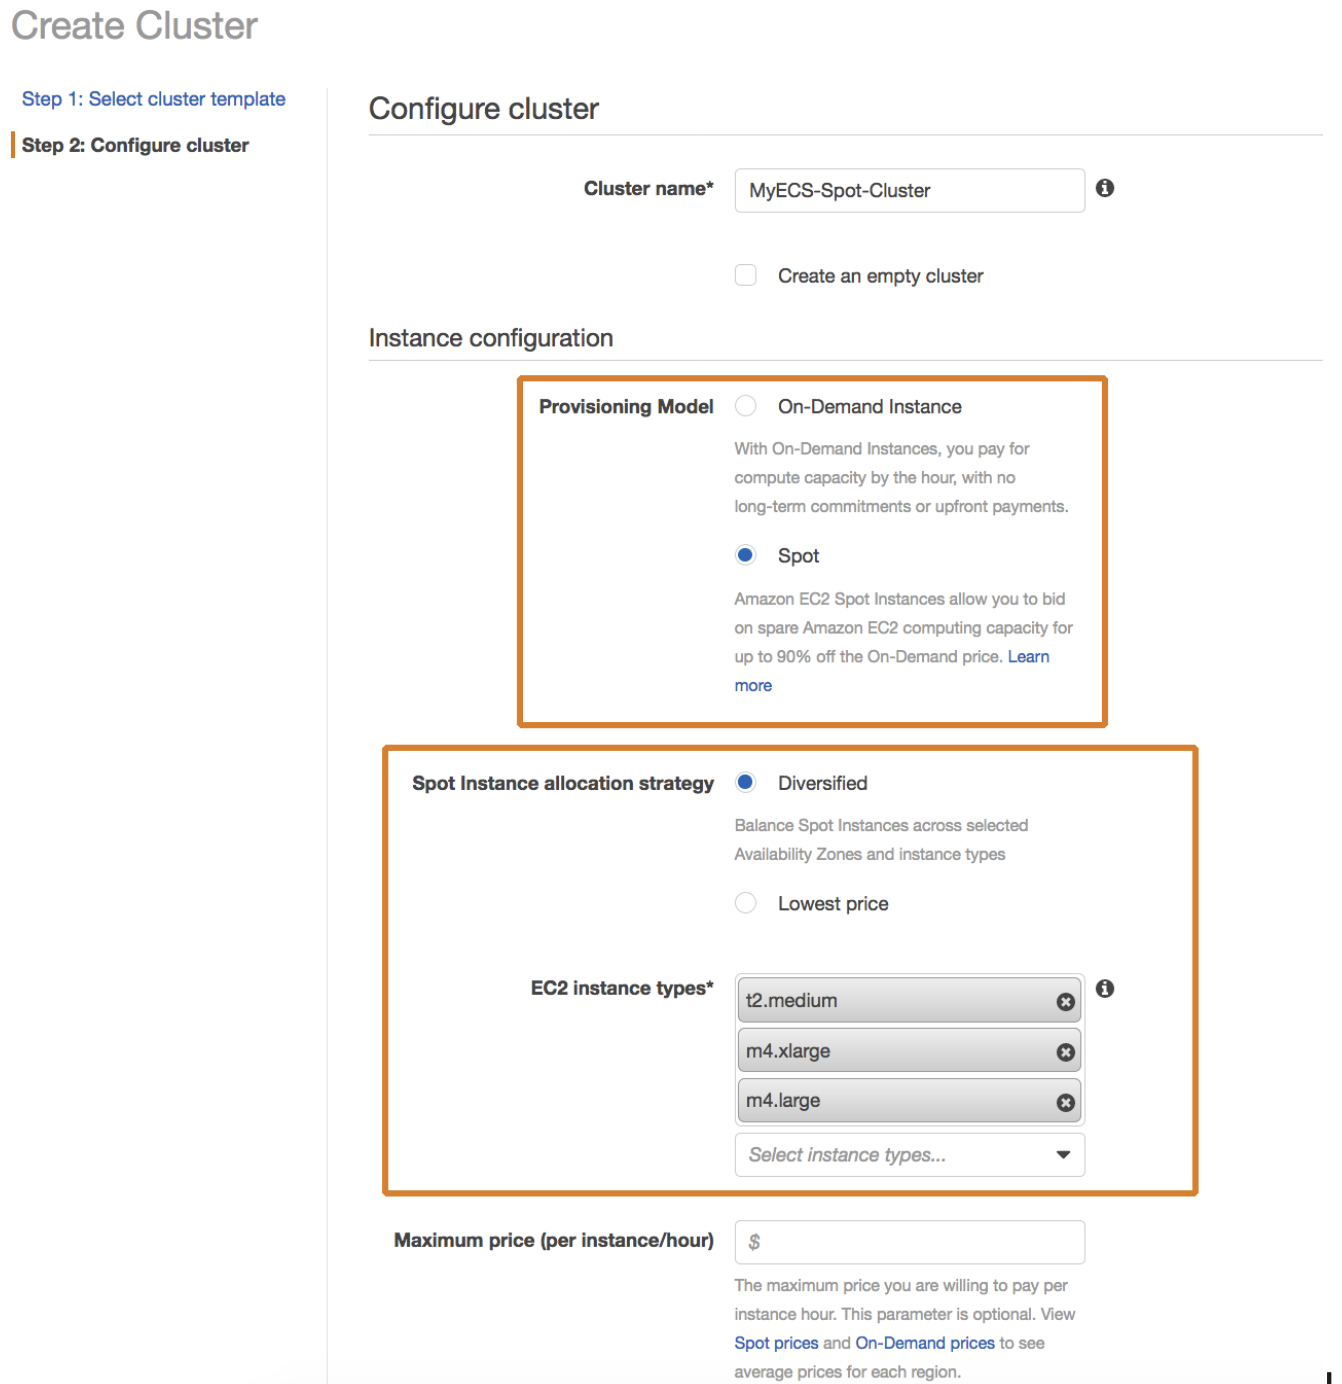 Create Cluster
Step 1: Select cluster template
Step 2: Configure cluster
Configure cluster
Cluster name*
MyECS-Spot-Cluster
Create an empty cluster
Instance configuration
Provisioning Model
On-Demand Instance
With On-Demand Instances, you pay for
compute capacity by the hour, with no
long-term commitments or upfront payments.
Spot
Amazon EC2 Spot Instances allow you to bid
on spare Amazon EC2 computing capacity for
up to 90% off the On-Demand price. Learn
more
Spot Instance allocation strategy
Diversified
Balance Spot Instances across selected
Availability Zones and instance types
Lowest price
EC2 instance types*
t2.medium
m4.xlarge
m4.large
Select instance types...
Maximum price (per instance/hour)
$
The maximum price you are willing to pay per
instance hour. This parameter is optional. View
Spot prices and On-Demand prices to see
average prices for each region.